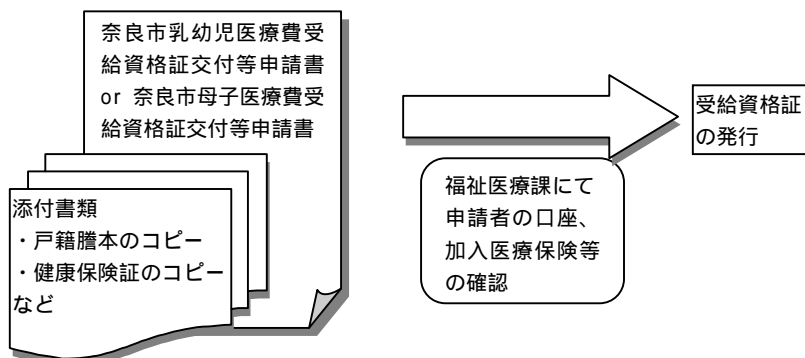 奈良市乳幼児医療費受
給資格証交付等申請書
or 奈良市母子医療費受
給資格証交付等申請書
添付書類
・戸籍謄本のコピー
・健康保険証のコピー
など
福祉医療課にて
申請者の口座、
加入医療保険等
の確認
受給資格証
の発行